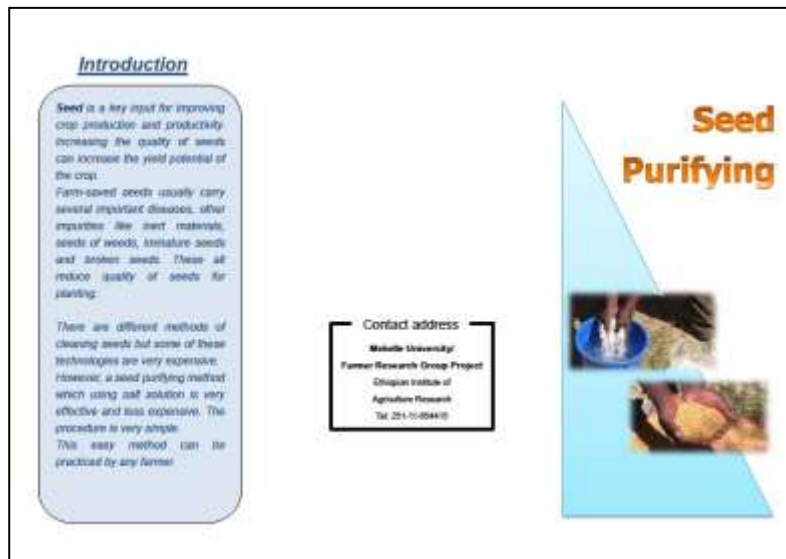 Introduction
Seed is a key input for improving
crop production and productivity.
Increasing the quality of seeds
can increase the yield potential of
the crop.
Farm-saved seeds usually carry
several important diseases, other
impurities like inert materials,
seeds of weeds, immature seeds
and broken seeds. These all
reduce quality of seeds for
planting.
There are different methods of
cleaning seeds but some of these
technologies are very expensive.
However, a seed purifying method
which using salt solution is very
effective and less expensive. The
procedure is very simple.
This easy method can be
practiced by any farmer
Contact address
Mekelle University/
Farmer Research Group Project
Ethiopian Institute of
Agriculture Research
Tel:
Seed
Purifying